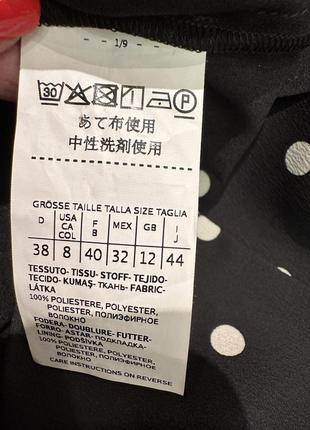 1/9
30 P
あて布使用
中性洗剤使用
GRÖSSE TAILLE TALLA SIZE TAGLIA
D USA CA COL F B MEX GB I J
38 8 40 32 12 44
TESSUTO-TISSU-STOFF-TEJIDO-
TECIDO-KUMAŞ-ТКАНЬ-FABRIC-
LÁTKA
100% POLIESTERE, POLYESTER,
POLIÉSTER, ПОЛИЭФИРНОЕ
ВОЛОКНО
FODERA-DOUBLURE-FUTTER-
FORRO-ASTAR-ПОДКЛАДКА-
LINING-PODŠÍVKA
100% POLIESTERE, POLYESTER,
POLIÉSTER, ПОЛИЭФИРНОЕ
ВОЛОКНО
CARE INSTRUCTIONS ON REVERSE